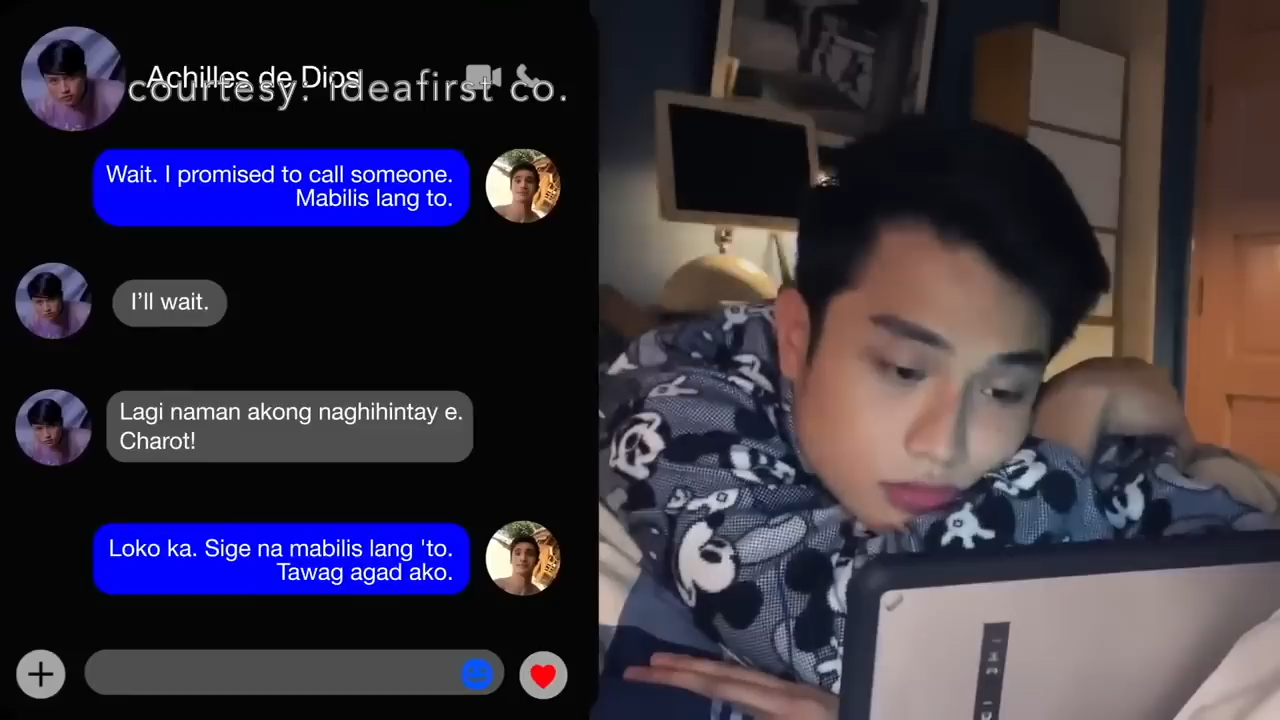 Achilles de Dios
courtesy: ideafirst co.
Wait. I promised to call someone.
Mabilis lang to.
I'll wait.
Lagi naman akong naghihintay e.
Charot!
Loko ka. Sige na mabilis lang 'to.
Tawag agad ako.